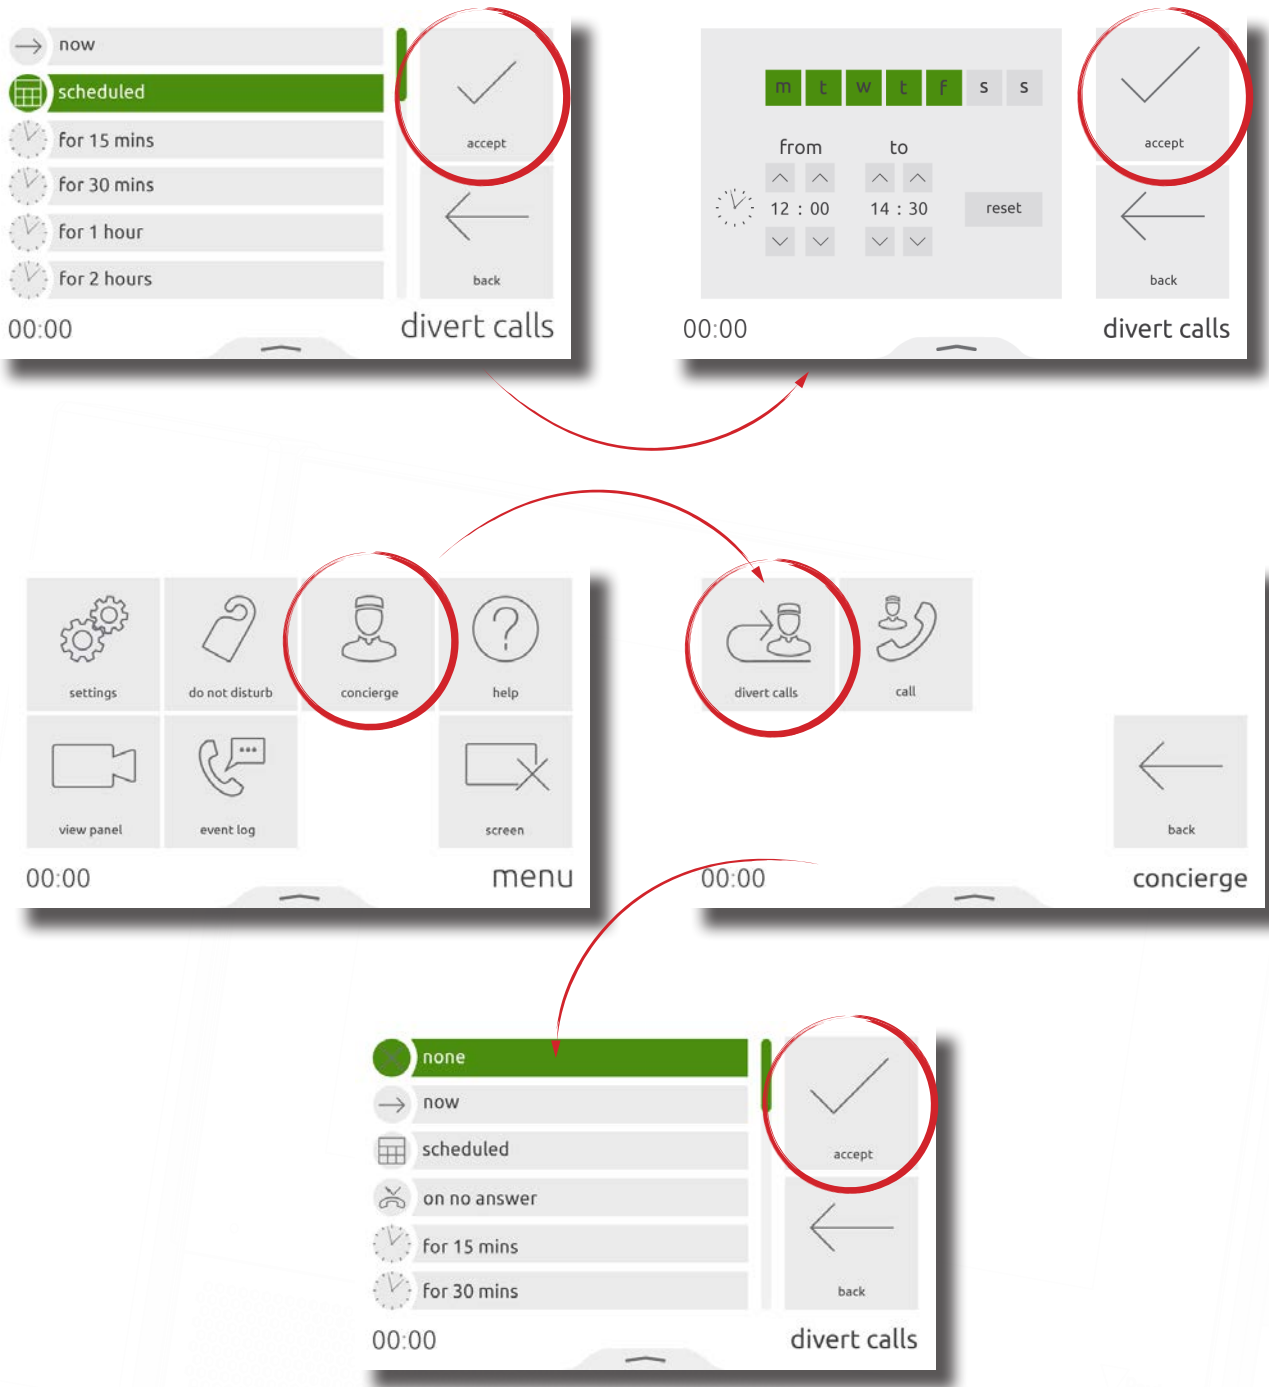 now
scheduled
for 15 mins
for 30 mins
for 1 hour
for 2 hours
accept
back
00:00
divert calls
m t w t f s s
from to
12 : 00 14 : 30
reset
accept
back
00:00
divert calls
settings
do not disturb
concierge
help
view panel
event log
screen
00:00
menu
divert calls
call
back
00:00
concierge
none
now
scheduled
on no answer
for 15 mins
for 30 mins
accept
back
00:00
divert calls